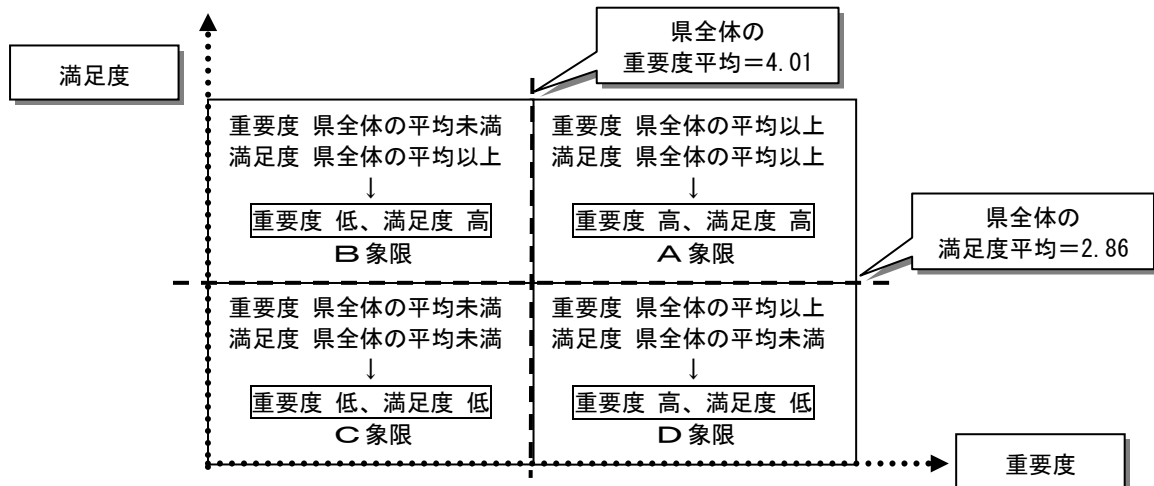 満足度
県全体の
重要度平均＝4.01
重要度 県全体の平均未満
満足度 県全体の平均以上
↓
重要度 低、満足度 高
B象限
重要度 県全体の平均以上
満足度 県全体の平均以上
↓
重要度 高、満足度 高
A象限
県全体の
満足度平均＝2.86
重要度 県全体の平均未満
満足度 県全体の平均未満
↓
重要度 低、満足度 低
C象限
重要度 県全体の平均以上
満足度 県全体の平均未満
↓
重要度 高、満足度 低
D象限
重要度